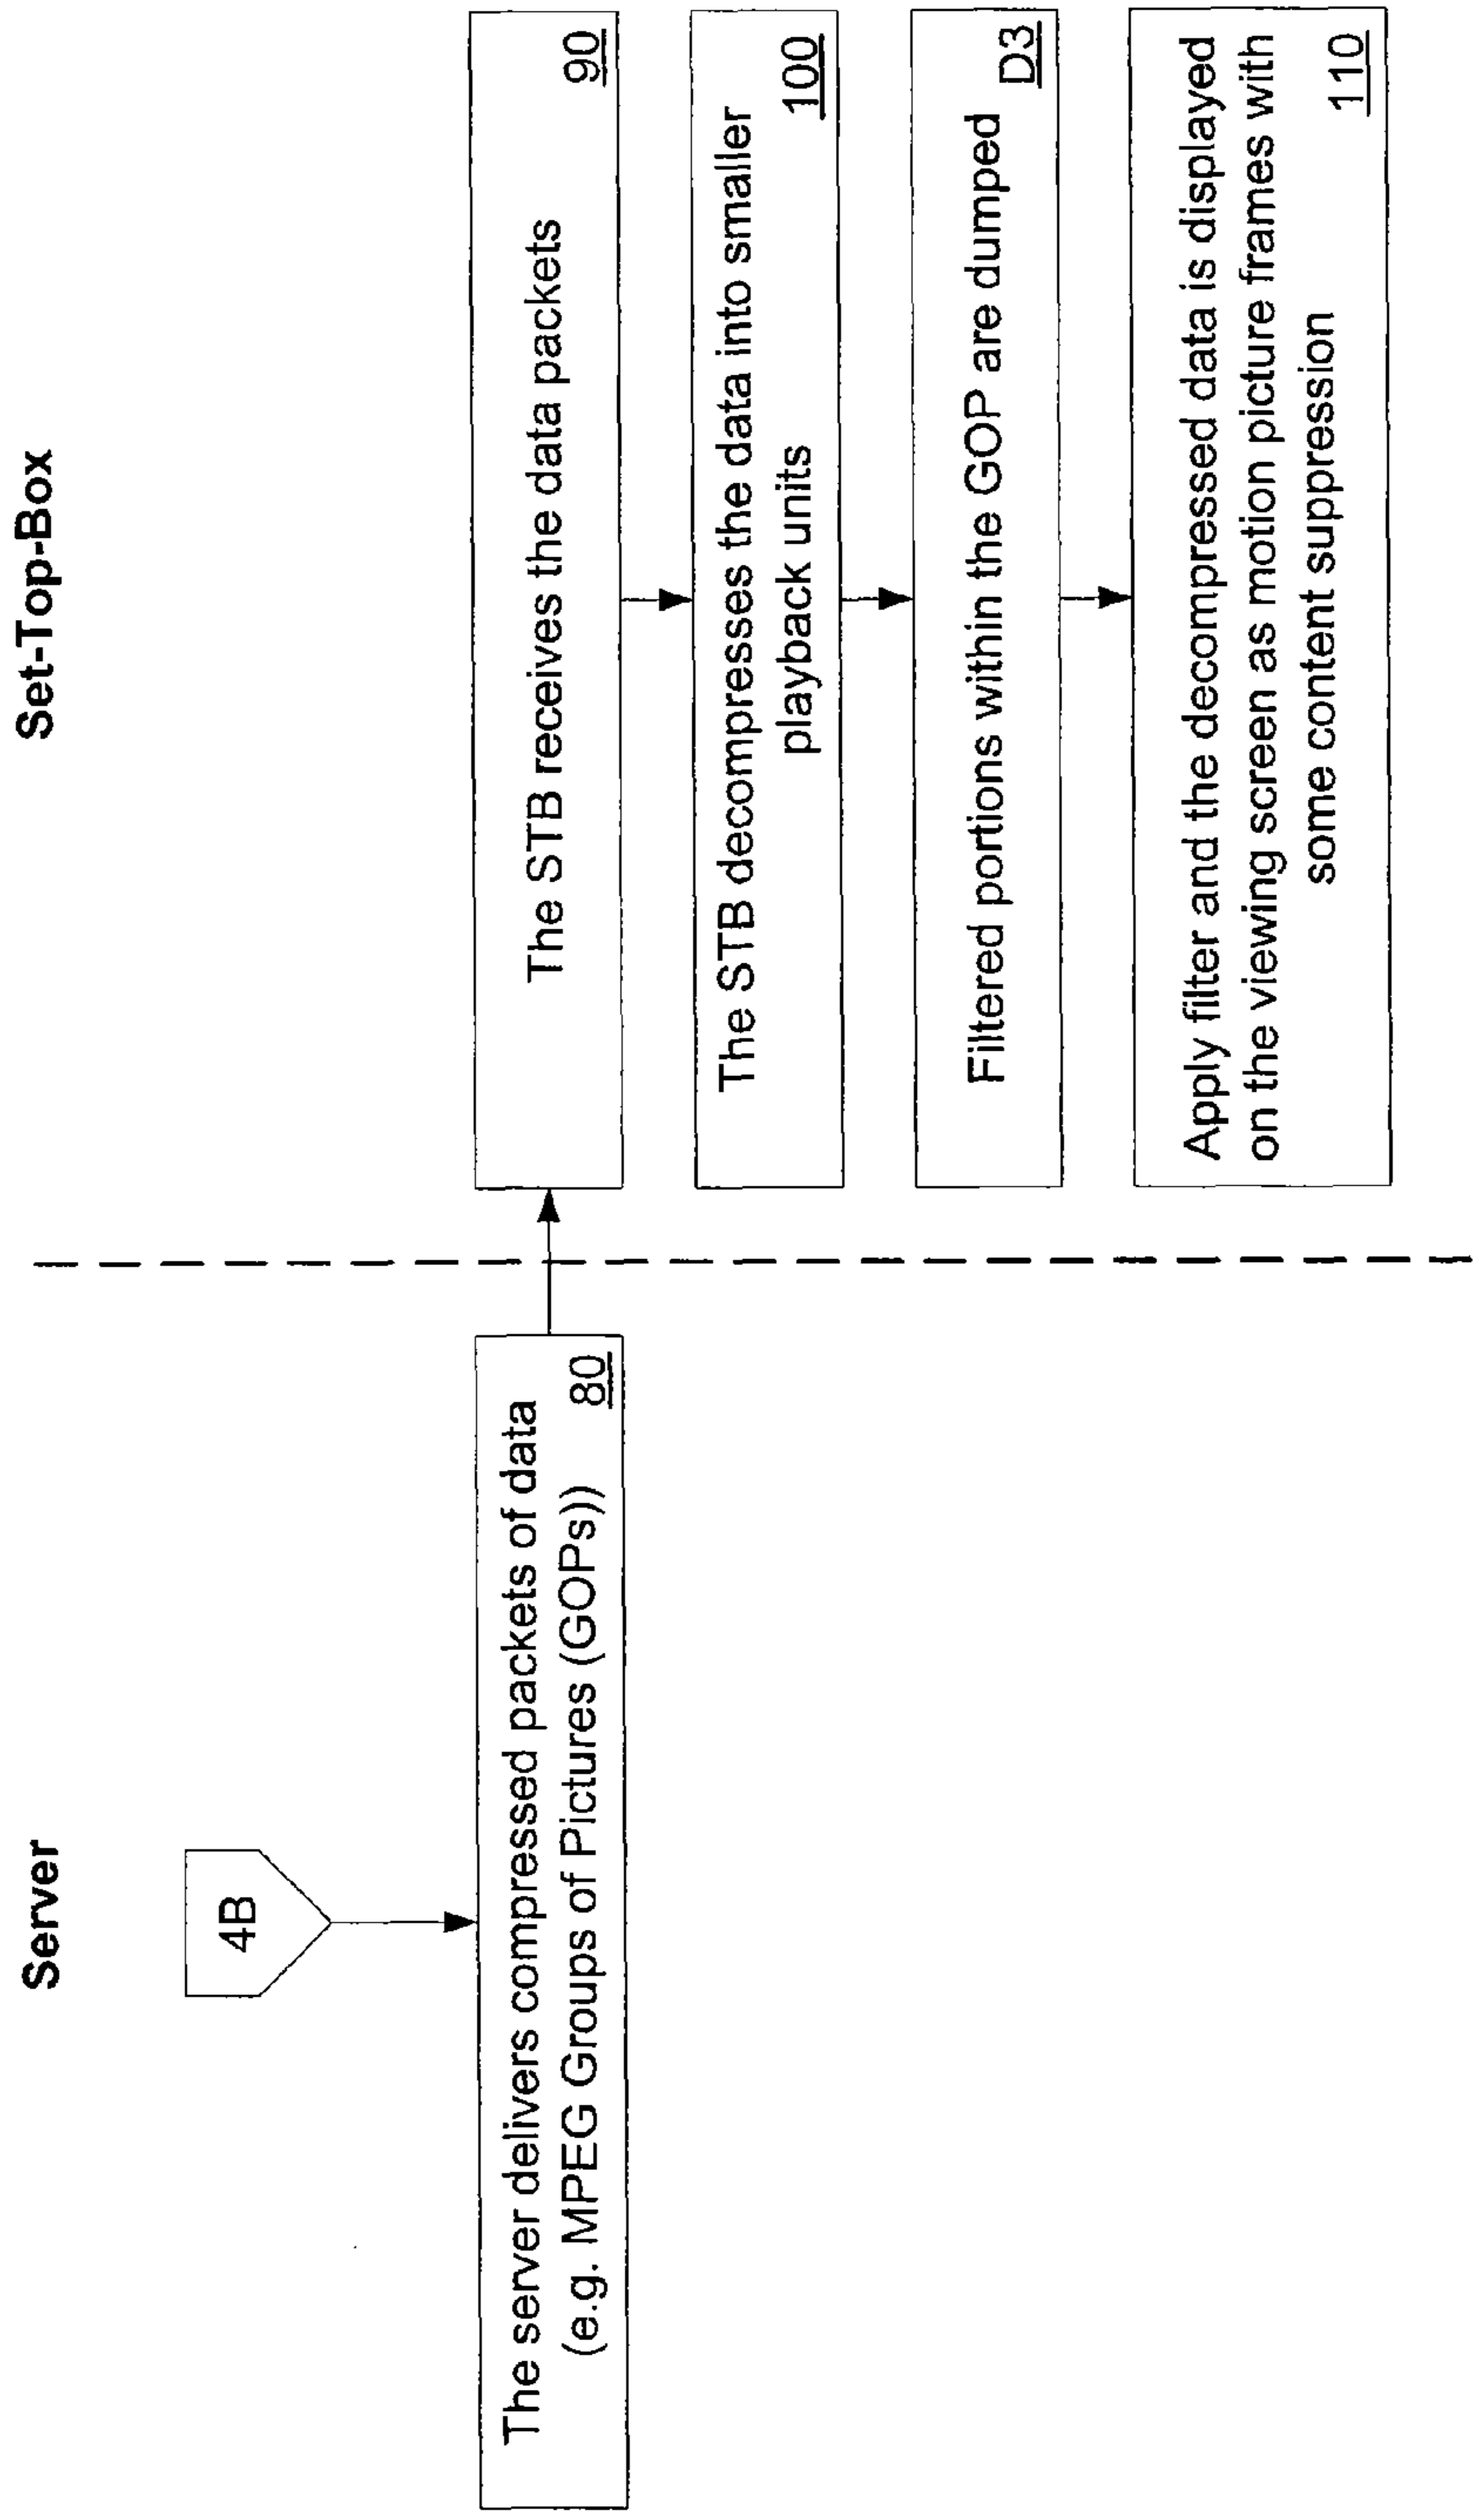 Server
Set-Top-Box
4B
The server delivers compressed packets of data
(e.g. MPEG Groups of Pictures (GOPs))
80
The STB receives the data packets
90
The STB decompresses the data into smaller
playback units
100
Filtered portions within the GOP are dumped
D3
Apply filter and the decompressed data is displayed
on the viewing screen as motion picture frames with
some content suppression
110